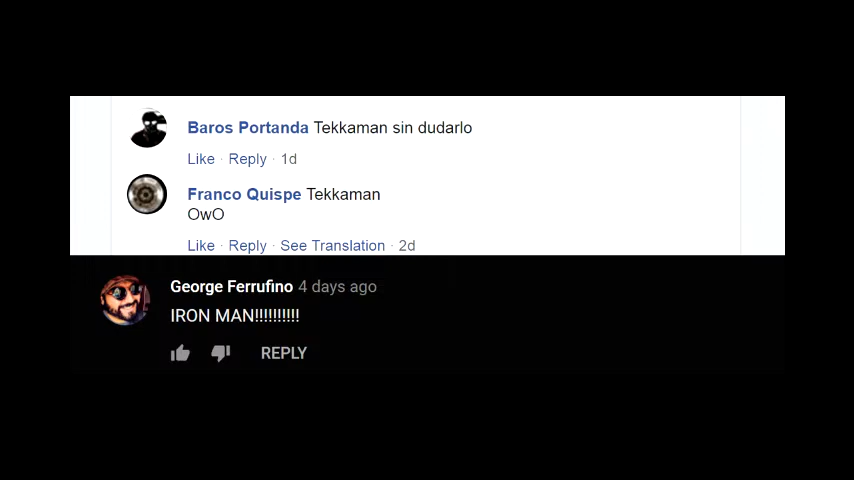 Baros Portanda Tekkaman sin dudarlo
Like · Reply · 1d
Franco Quispe Tekkaman
OwO
Like · Reply · See Translation · 2d
George Ferrufino 4 days ago
IRON MAN!!!!!!!!!!
REPLY